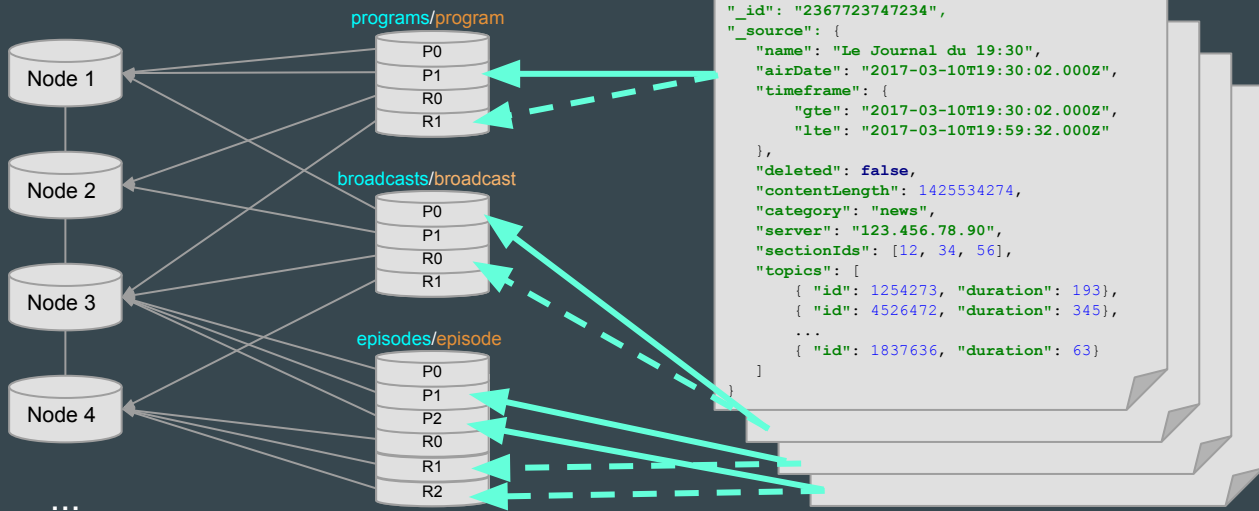 Node 1
Node 2
Node 3
Node 4
...
programs/program
P0
P1
R0
R1
broadcasts/broadcast
P0
P1
R0
R1
episodes/episode
P0
P1
P2
R0
R1
R2
"_id": "2367723747234",
"_source": {
"name": "Le Journal du 19:30",
"airDate": "2017-03-10T19:30:02.000Z",
"timeframe": {
"gte": "2017-03-10T19:30:02.000Z",
"lte": "2017-03-10T19:59:32.000Z"
},
"deleted": false,
"contentLength": 1425534274,
"category": "news",
"server": "123.456.78.90",
"sectionIds": [12, 34, 56],
"topics": [
{ "id": 1254273, "duration": 193},
{ "id": 4526472, "duration": 345},
...
{ "id": 1837636, "duration": 63}
]
}